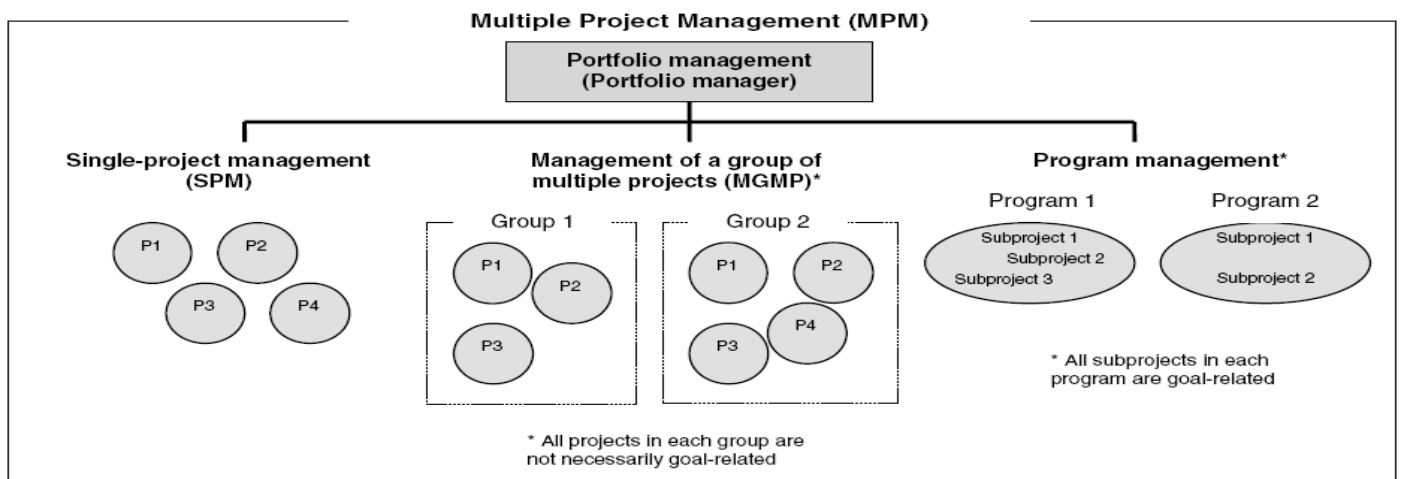 Multiple Project Management (MPM)
Portfolio management
(Portfolio manager)
Single-project management
(SPM)
P1
P2
P3
P4
Management of a group of
multiple projects (MGMP)*
Group 1
P1
P2
P3
Group 2
P1
P2
P3
P4
* All projects in each group are
not necessarily goal-related
Program management*
Program 1
Subproject 1
Subproject 2
Subproject 3
Program 2
Subproject 1
Subproject 2
* All subprojects in each
program are goal-related